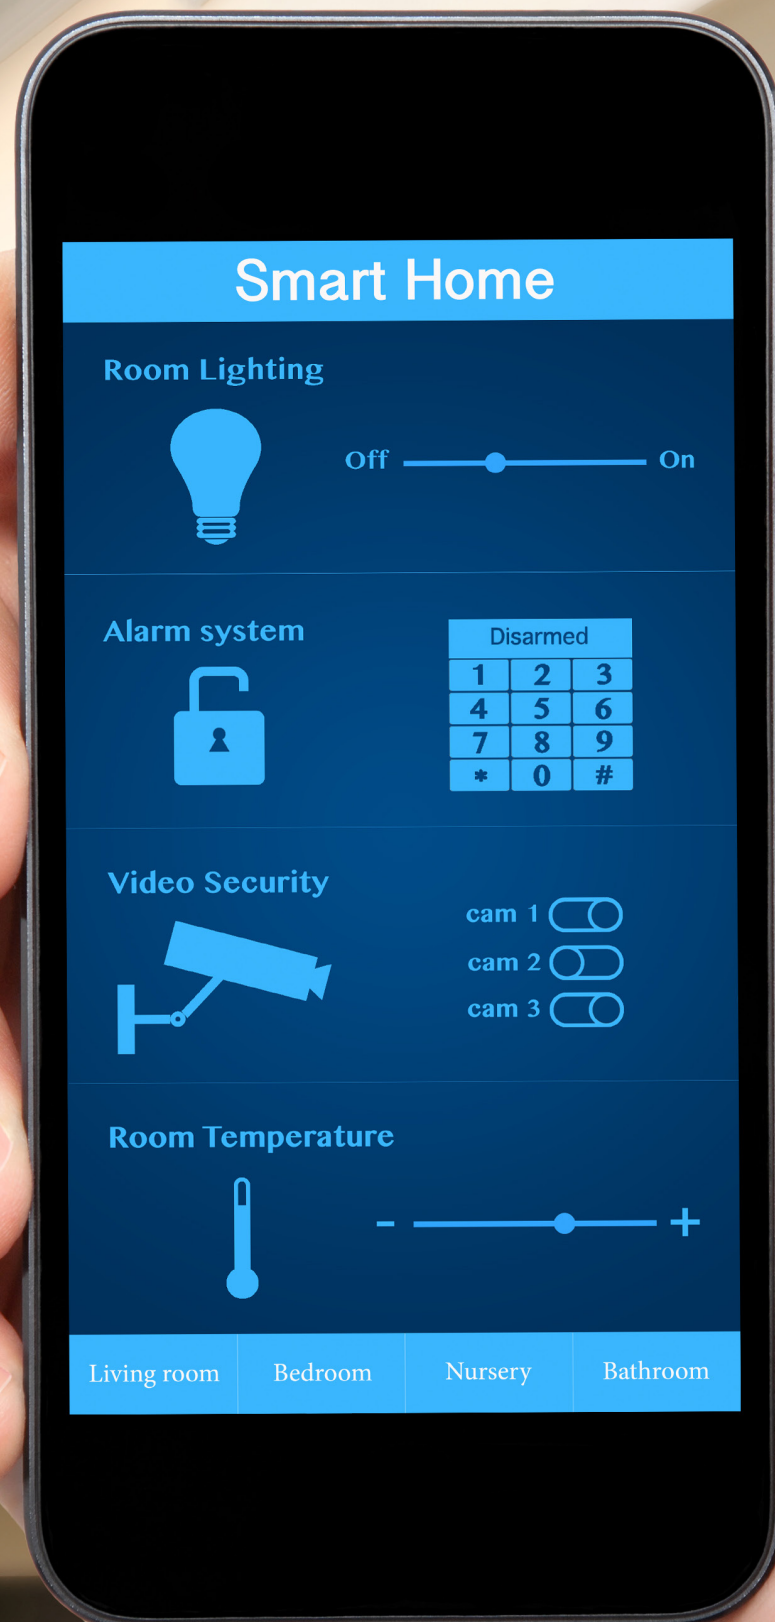 Smart Home
Room Lighting
Off On
Alarm system
Disarmed
1 2 3
4 5 6
7 8 9
* 0 #
Video Security
cam 1
cam 2
cam 3
Room Temperature
- +
Living room Bedroom Nursery Bathroom